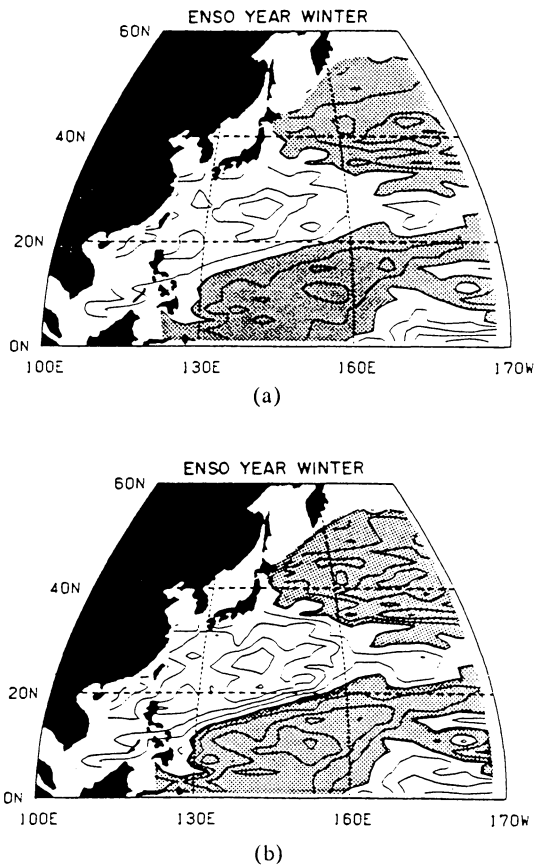 ENSO YEAR WINTER
60N
40N
20N
0N
100E 130E 160E 170W
(a)
ENSO YEAR WINTER
60N
40N
20N
0N
100E 130E 160E 170W
(b)